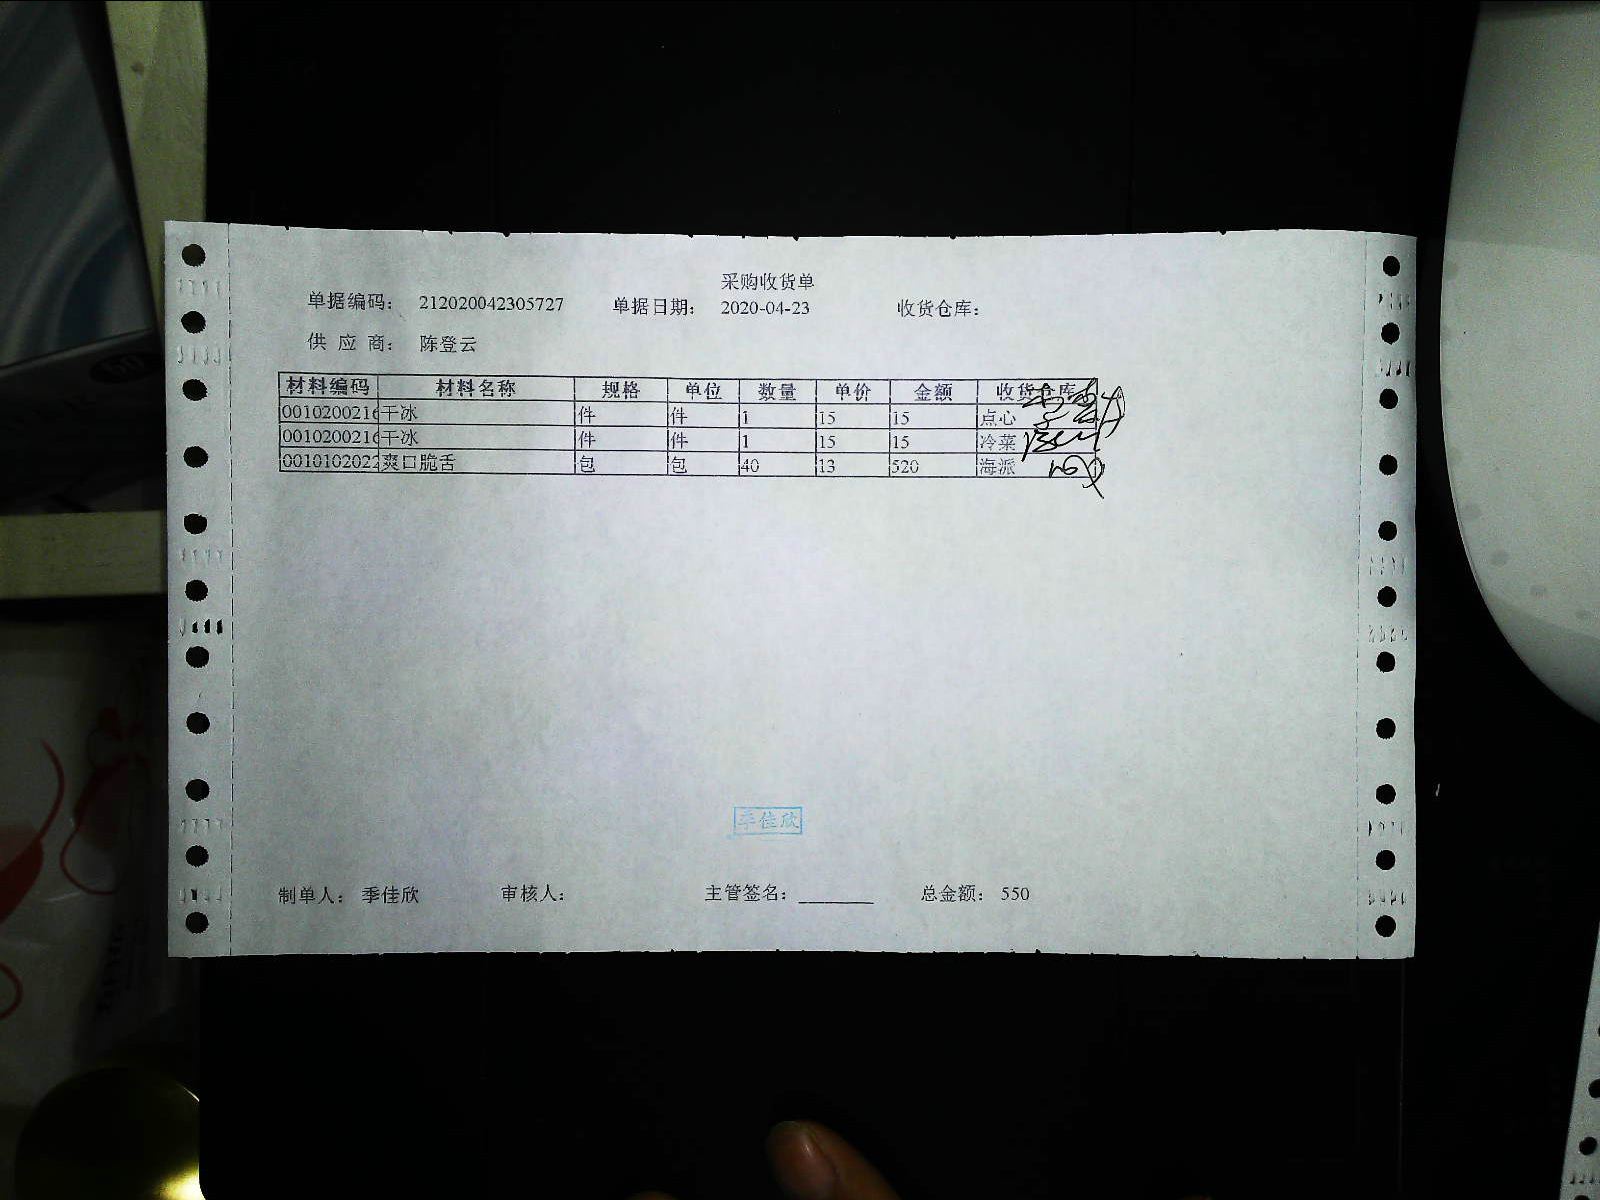 采购收货单
单据编码： 212020042305727 单据日期： 2020-04-23 收货仓库：
供 应 商： 陈登云
材料编码 材料名称 规格 单位 数量 单价 金额 收货仓库
0010200216 干冰 件 件 1 15 15 点心
0010200216 干冰 件 件 1 15 15 冷菜
0010102022 爽口脆舌 包 包 40 13 520 海派
季佳欣
制单人： 季佳欣 审核人： 主管签名： ________ 总金额： 550